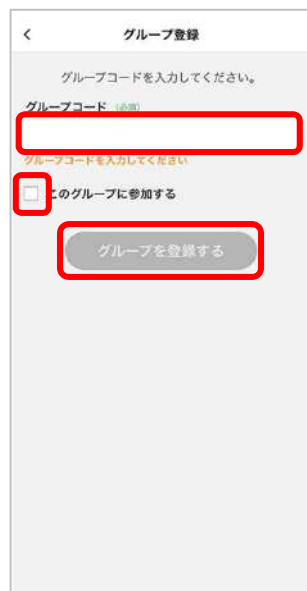 グループ登録
グループコードを入力してください。
グループコード (必須)
グループコードを入力してください
このグループに参加する
グループを登録する